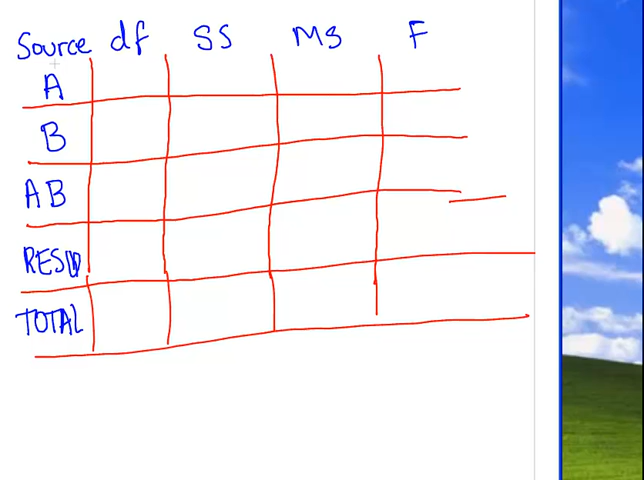 Source df SS MS F
A
B
AB
RESID
TOTAL